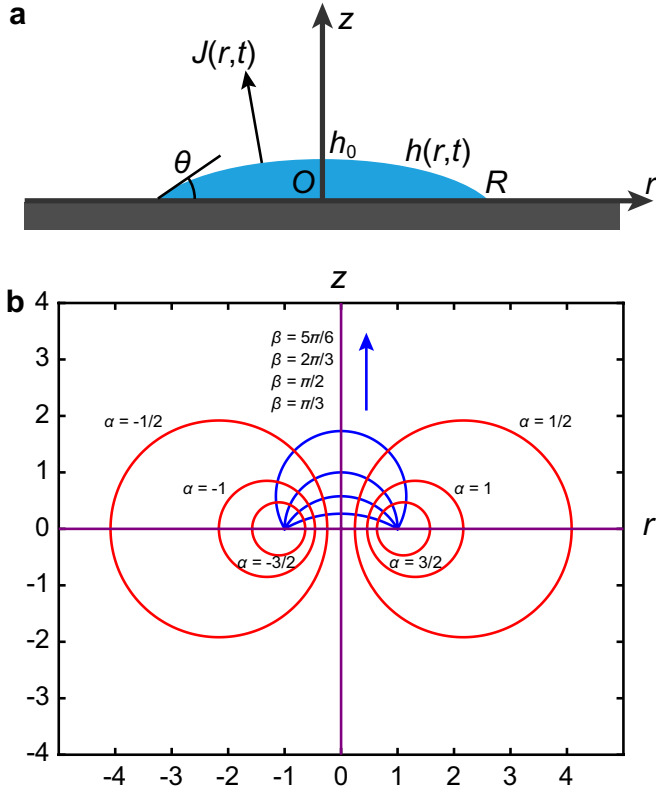 a
z
J(r,t)
h₀
h(r,t)
θ
O
R
r
b
z
4
3
2
1
0
-1
-2
-3
-4
β = 5π/6
β = 2π/3
β = π/2
β = π/3
α = -1/2
α = 1/2
α = -1
α = 1
α = -3/2
α = 3/2
r
-4 -3 -2 -1 0 1 2 3 4